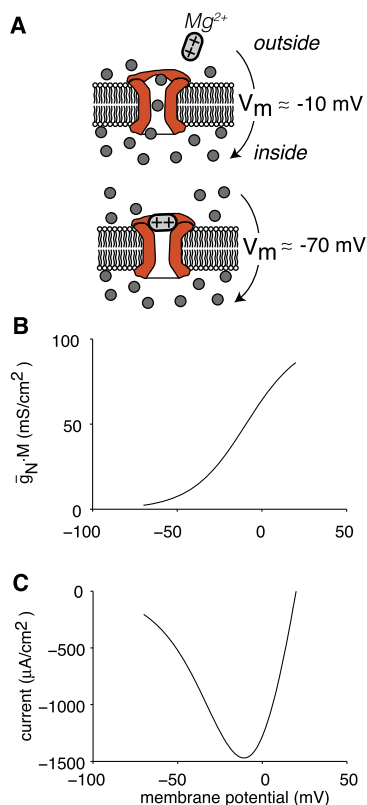 A
Mg²⁺
outside
Vm ≈ -10 mV
inside
++
++
Vm ≈ -70 mV
B
100
50
0
ḡN·M (mS/cm²)
−100
−50
0
50
C
0
−500
−1000
−1500
current (μA/cm²)
−100
−50
0
50
membrane potential (mV)